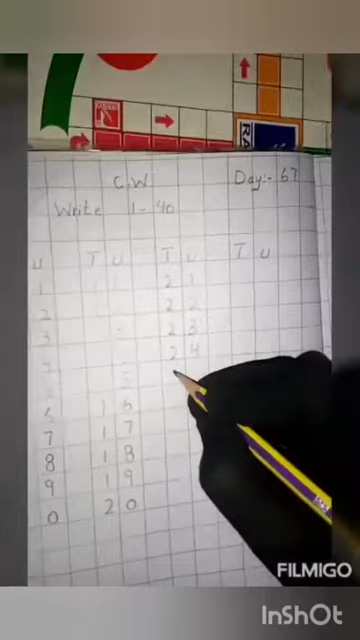 C.W Day:- 67
Write 1-40
U T U T U T U
1 2 1
2 2 2
3 2 3
2 4
5
6 1 6
7 1 7
8 1 8
9 1 9
0 2 0
FILMIGO
InShOt